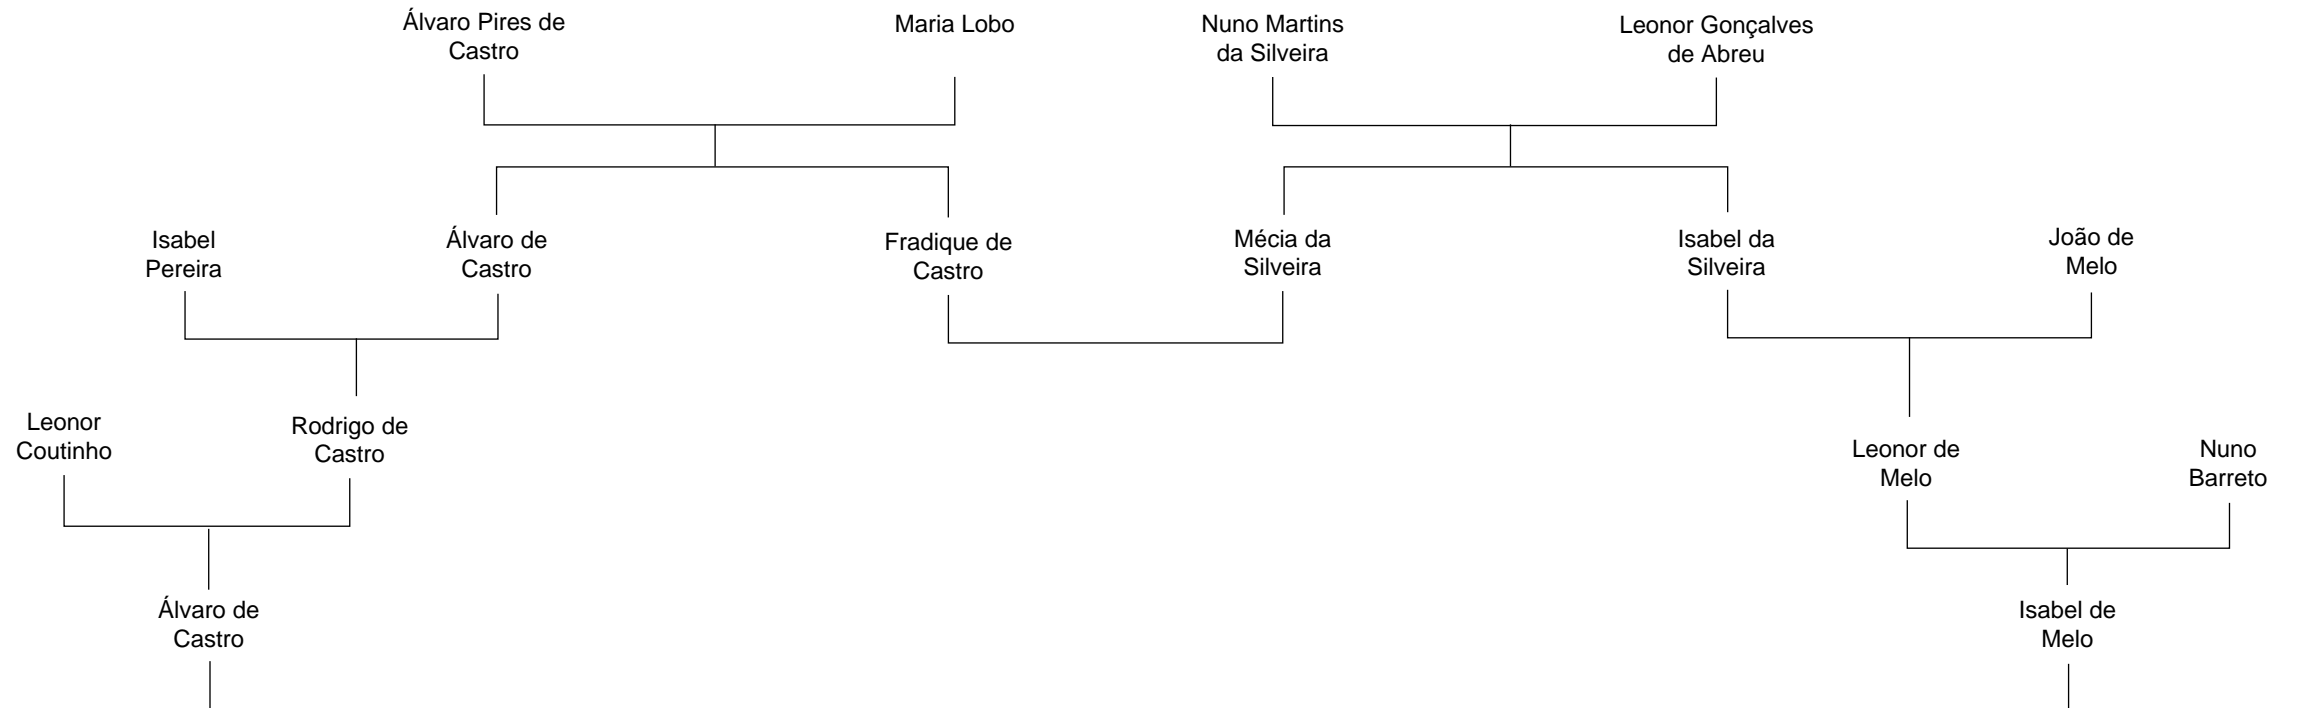 Álvaro Pires de
Castro
Maria Lobo
Nuno Martins
da Silveira
Leonor Gonçalves
de Abreu
Isabel
Pereira
Álvaro de
Castro
Fradique de
Castro
Mécia da
Silveira
Isabel da
Silveira
João de
Melo
Leonor
Coutinho
Rodrigo de
Castro
Leonor de
Melo
Nuno
Barreto
Álvaro de
Castro
Isabel de
Melo